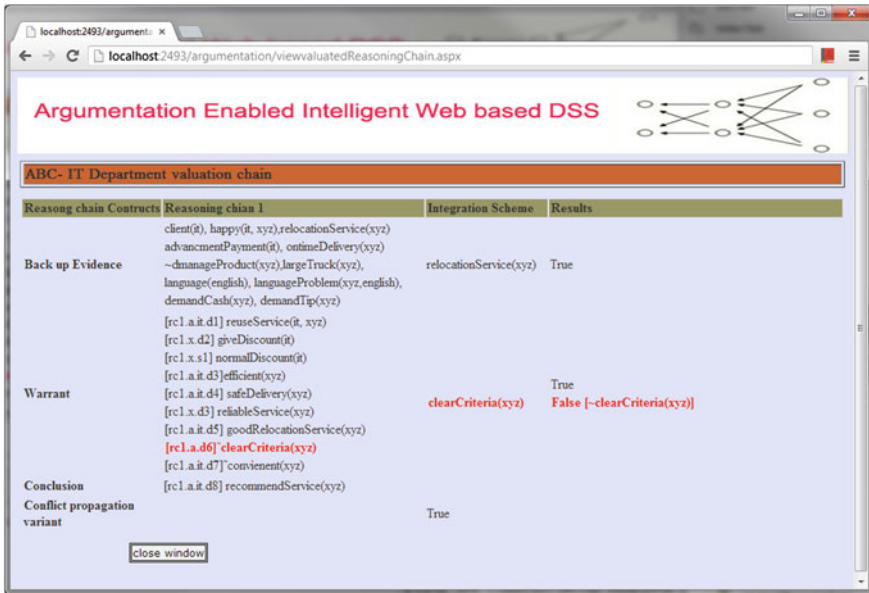 localhost:2493/argumenta ×
localhost:2493/argumentation/viewvaluatedReasoningChain.aspx
Argumentation Enabled Intelligent Web based DSS
ABC- IT Department valuation chain
Reasong chain Contructs Reasoning chian 1 Integration Scheme Results
client(it), happy(it, xyz),relocationService(xyz)
advancmentPayment(it), ontimeDelivery(xyz)
Back up Evidence ~dmanageProduct(xyz),largeTruck(xyz), relocationService(xyz) True
language(english), languageProblem(xyz,english),
demandCash(xyz), demandTip(xyz)
[rc1.a.it.d1] reuseService(it, xyz)
[rc1.x.d2] giveDiscount(it)
[rc1.x.s1] normalDiscount(it)
[rc1.a.it.d3]efficient(xyz)
Warrant [rc1.a.it.d4] safeDelivery(xyz) clearCriteria(xyz) True
False [~clearCriteria(xyz)]
[rc1.x.d3] reliableService(xyz)
[rc1.a.it.d5] goodRelocationService(xyz)
[rc1.a.d6]~clearCriteria(xyz)
[rc1.a.it.d7]~convienent(xyz)
Conclusion [rc1.a.it.d8] recommendService(xyz)
Conflict propagation
variant True
close window